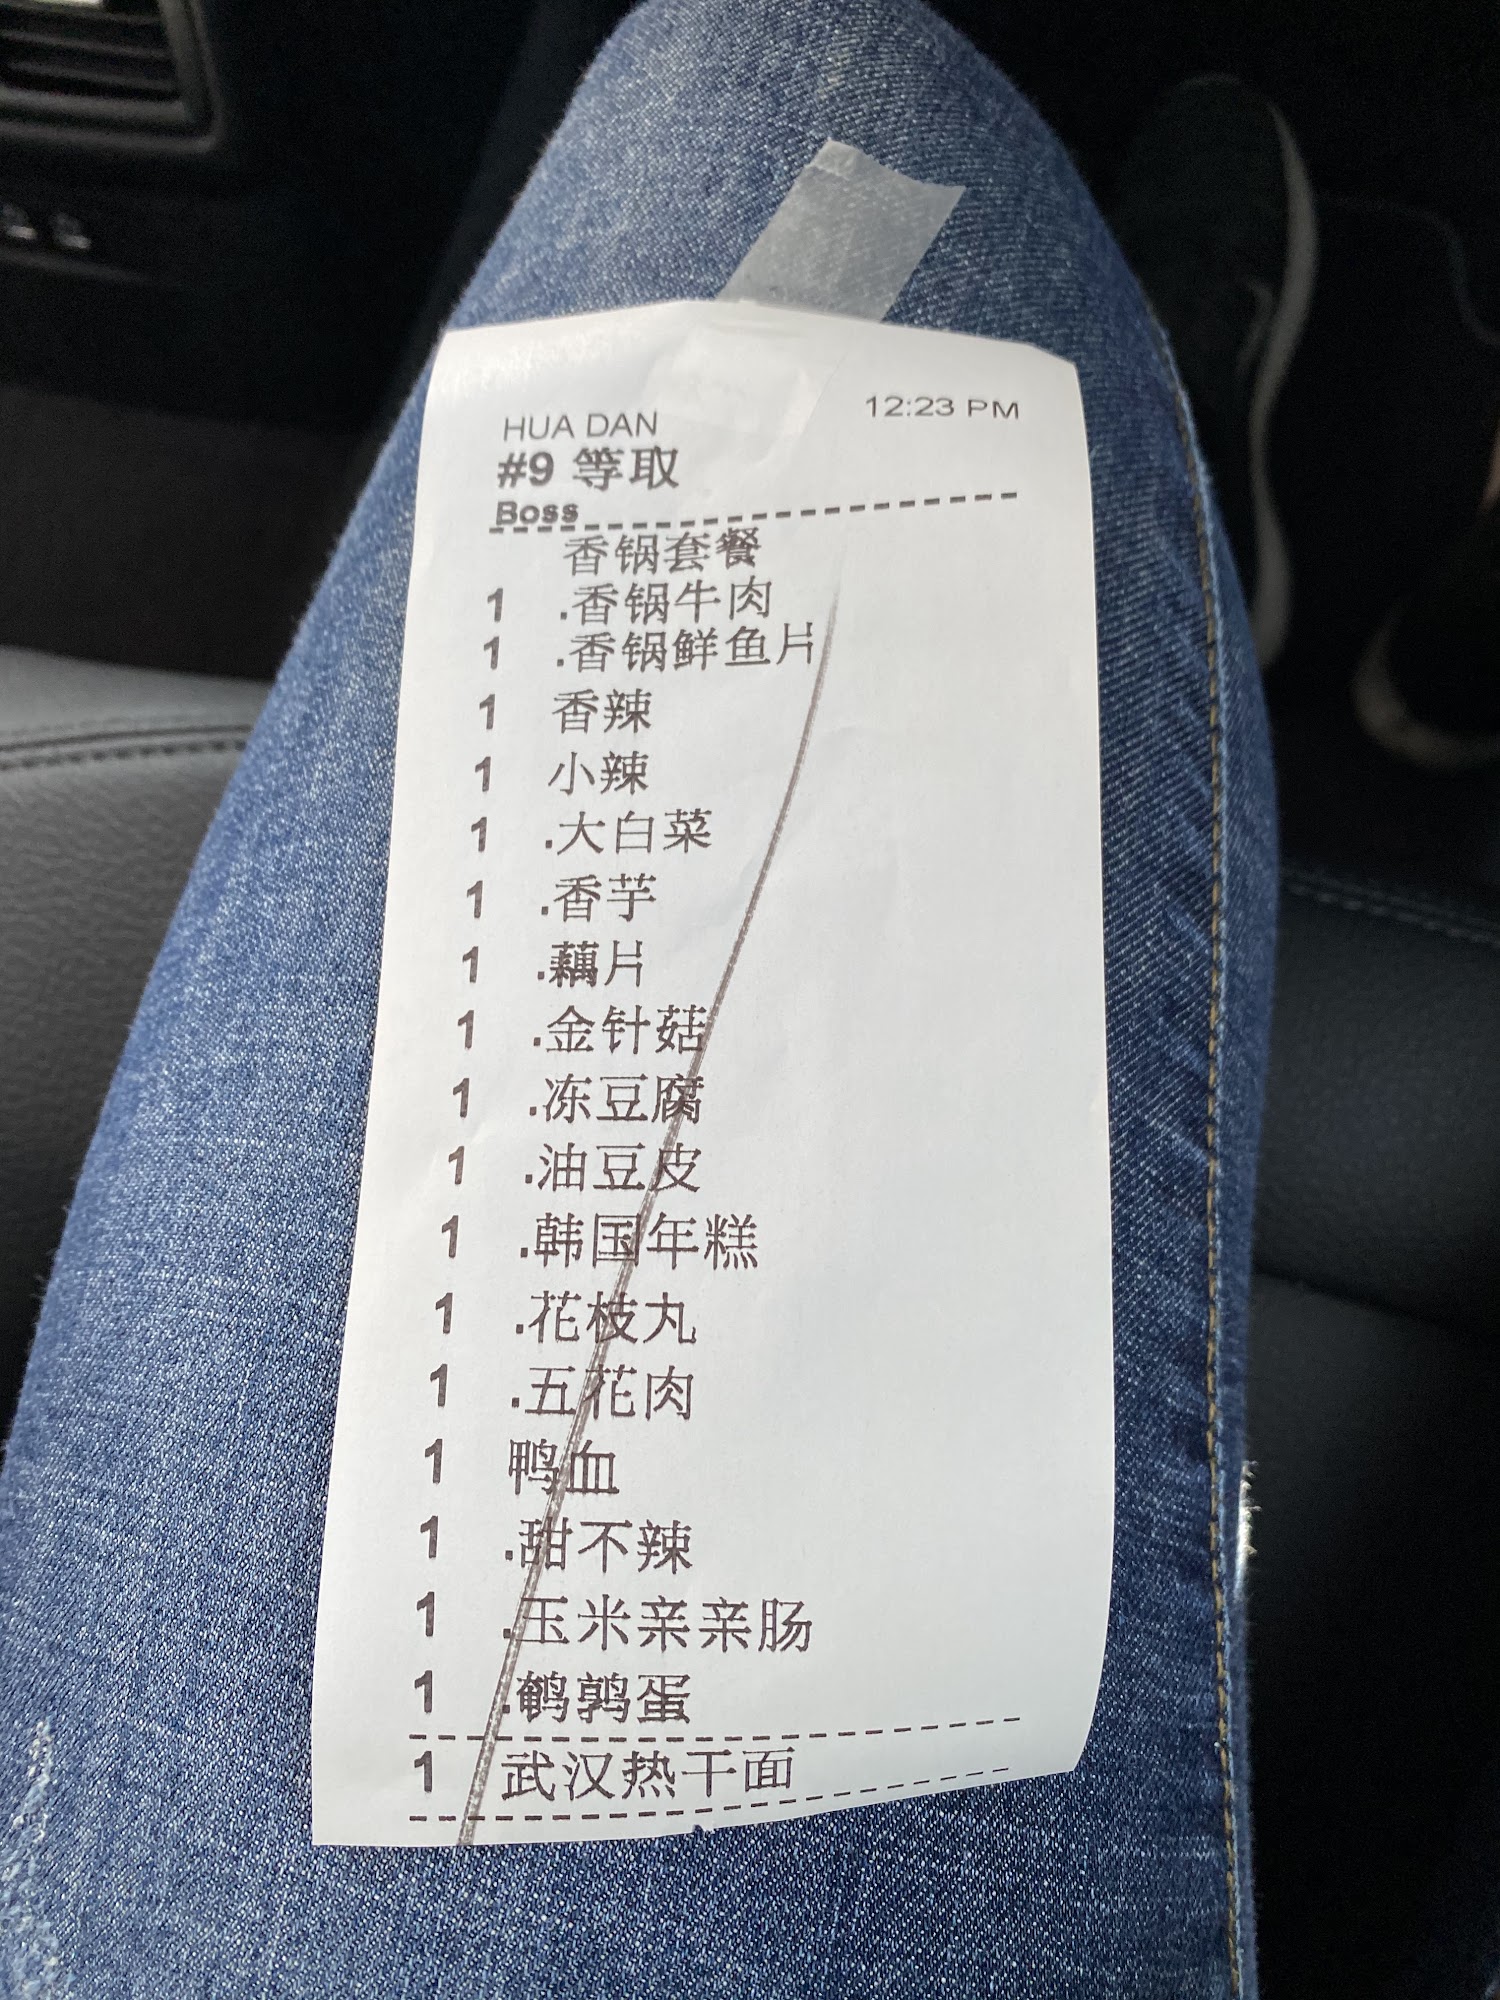 12:23 PM
HUA DAN
#9 等取
Boss
香锅套餐
1 .香锅牛肉
1 .香锅鲜鱼片
1 香辣
1 小辣
1 .大白菜
1 .香芋
1 .藕片
1 .金针菇
1 .冻豆腐
1 .油豆皮
1 .韩国年糕
1 .花枝丸
1 .五花肉
1 鸭血
1 .甜不辣
1 .玉米亲亲肠
1 .鹌鹑蛋
1 武汉热干面